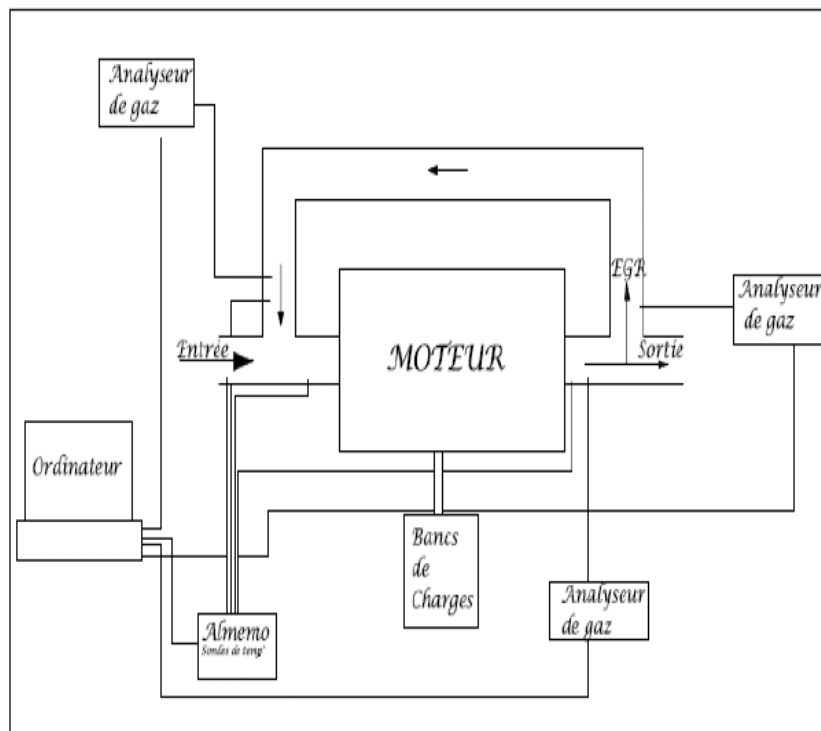 Analyseur
de gaz
EGR
Analyseur
de gaz
Entrée
MOTEUR
Sortie
Ordinateur
Bancs
de
Charges
Analyseur
de gaz
Almemo
Sondes de temp'